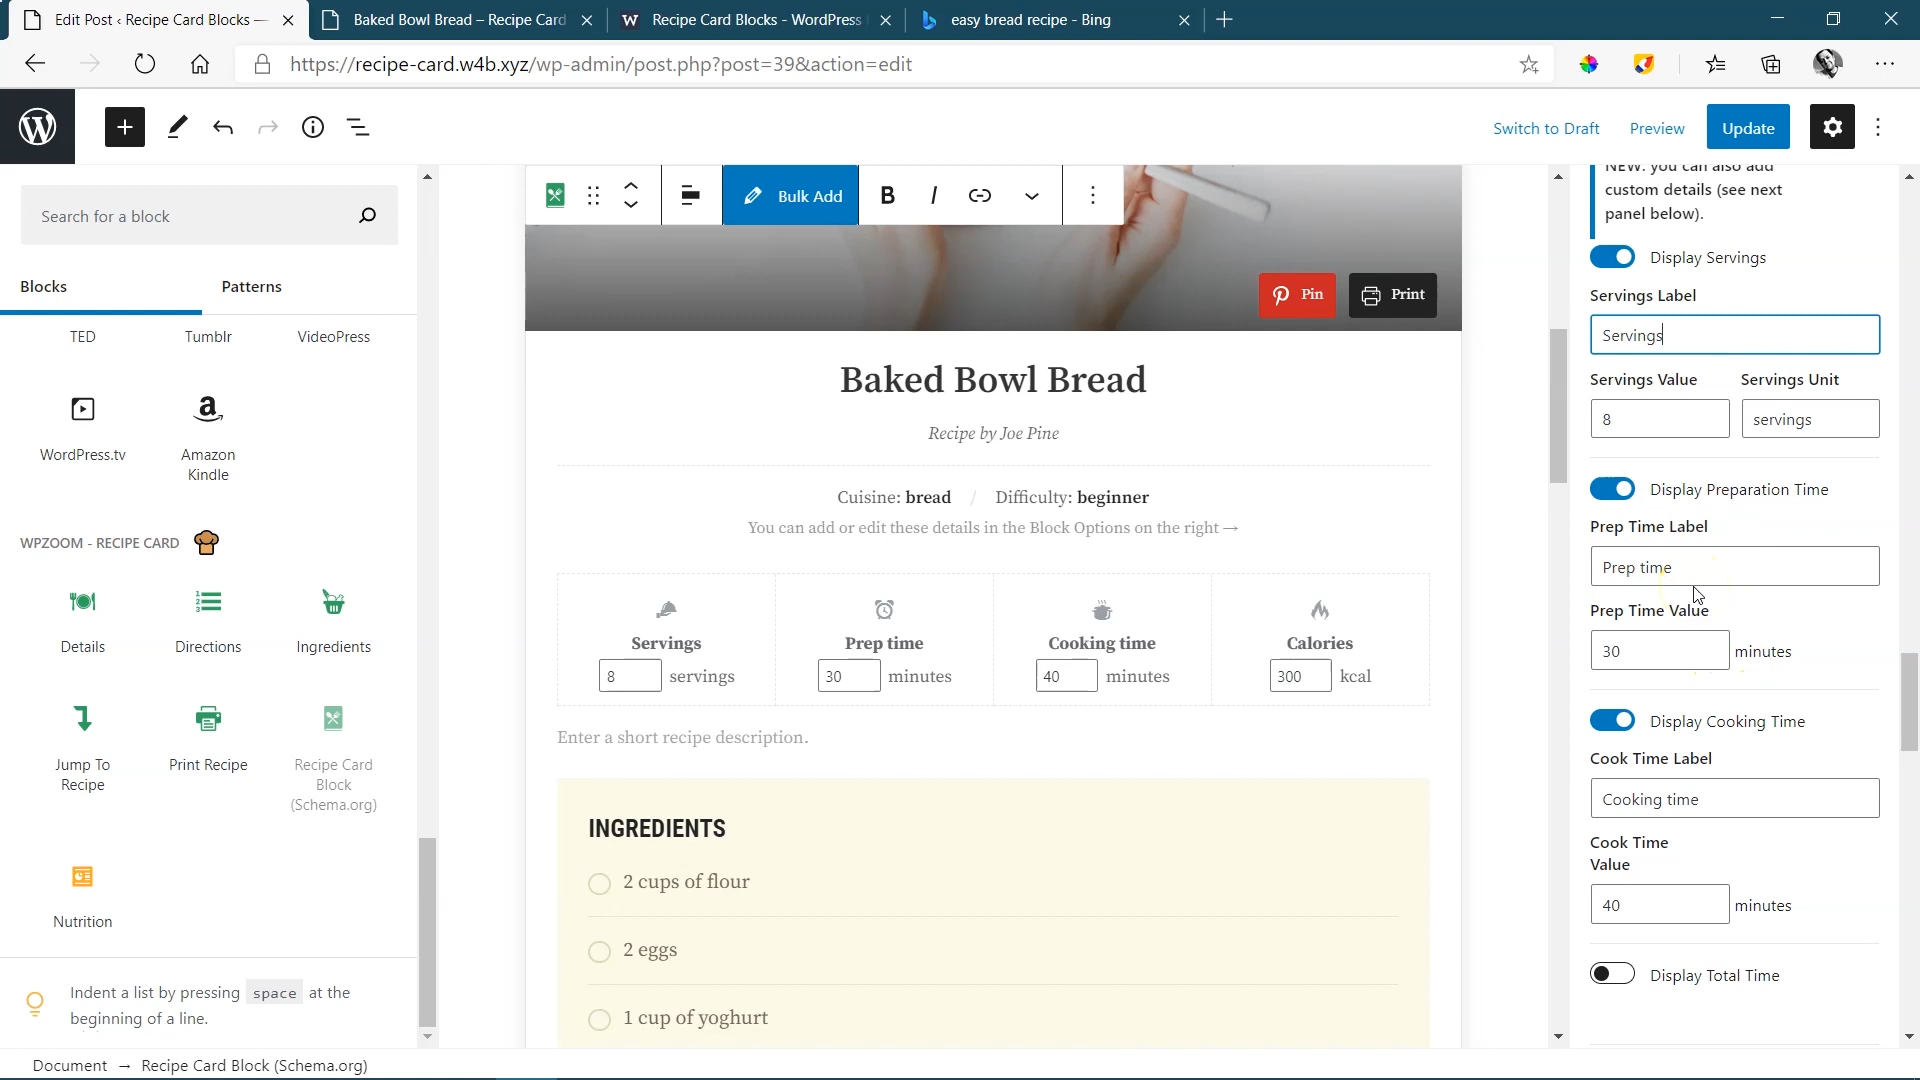 Edit Post ‹ Recipe Card Blocks —
Baked Bowl Bread – Recipe Card
Recipe Card Blocks - WordPress
easy bread recipe - Bing
https://recipe-card.w4b.xyz/wp-admin/post.php?post=39&action=edit
Switch to Draft
Preview
Update
Search for a block
Blocks
Patterns
TED
Tumblr
VideoPress
WordPress.tv
Amazon
Kindle
WPZOOM - RECIPE CARD
Details
Directions
Ingredients
Jump To
Recipe
Print Recipe
Recipe Card
Block
(Schema.org)
Nutrition
Indent a list by pressing space at the
beginning of a line.
Bulk Add
B
I
Pin
Print
Baked Bowl Bread
Recipe by Joe Pine
Cuisine: bread / Difficulty: beginner
You can add or edit these details in the Block Options on the right →
Servings
8 servings
Prep time
30 minutes
Cooking time
40 minutes
Calories
300 kcal
Enter a short recipe description.
INGREDIENTS
2 cups of flour
2 eggs
1 cup of yoghurt
NEW: you can also add
custom details (see next
panel below).
Display Servings
Servings Label
Servings
Servings Value
Servings Unit
8
servings
Display Preparation Time
Prep Time Label
Prep time
Prep Time Value
30 minutes
Display Cooking Time
Cook Time Label
Cooking time
Cook Time
Value
40 minutes
Display Total Time
Document → Recipe Card Block (Schema.org)